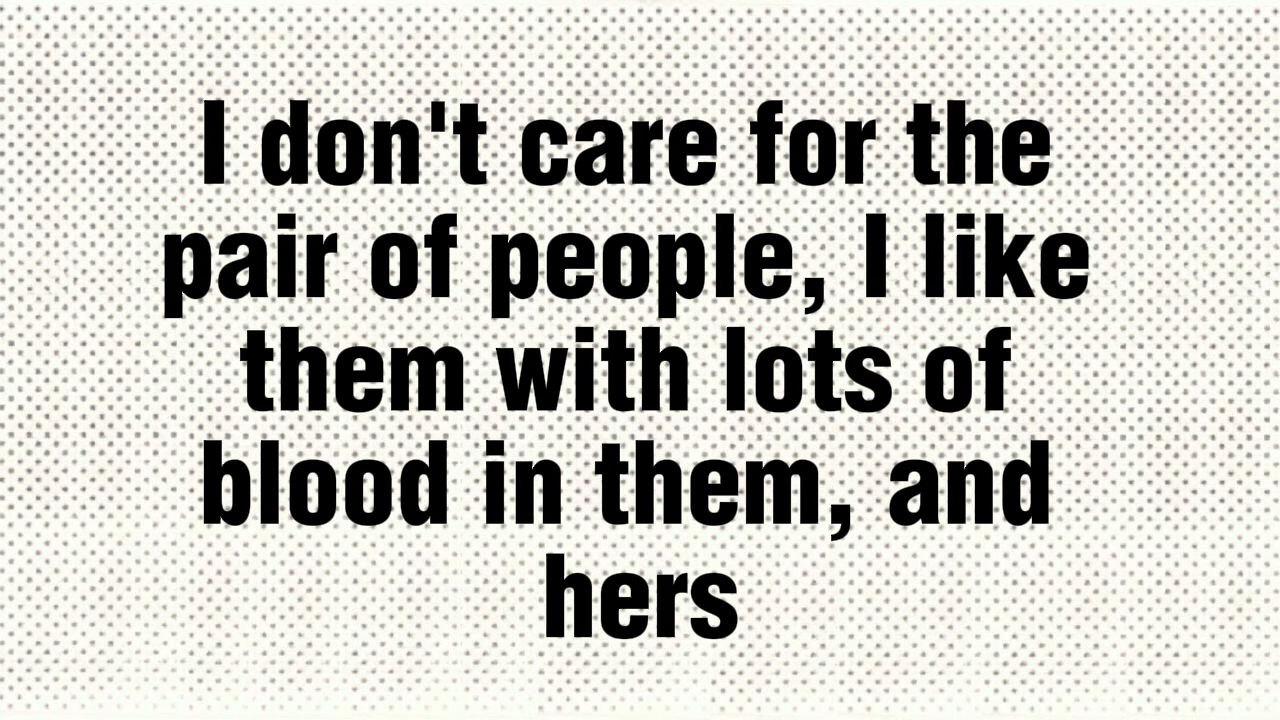 I don't care for the
pair of people, I like
them with lots of
blood in them, and
hers